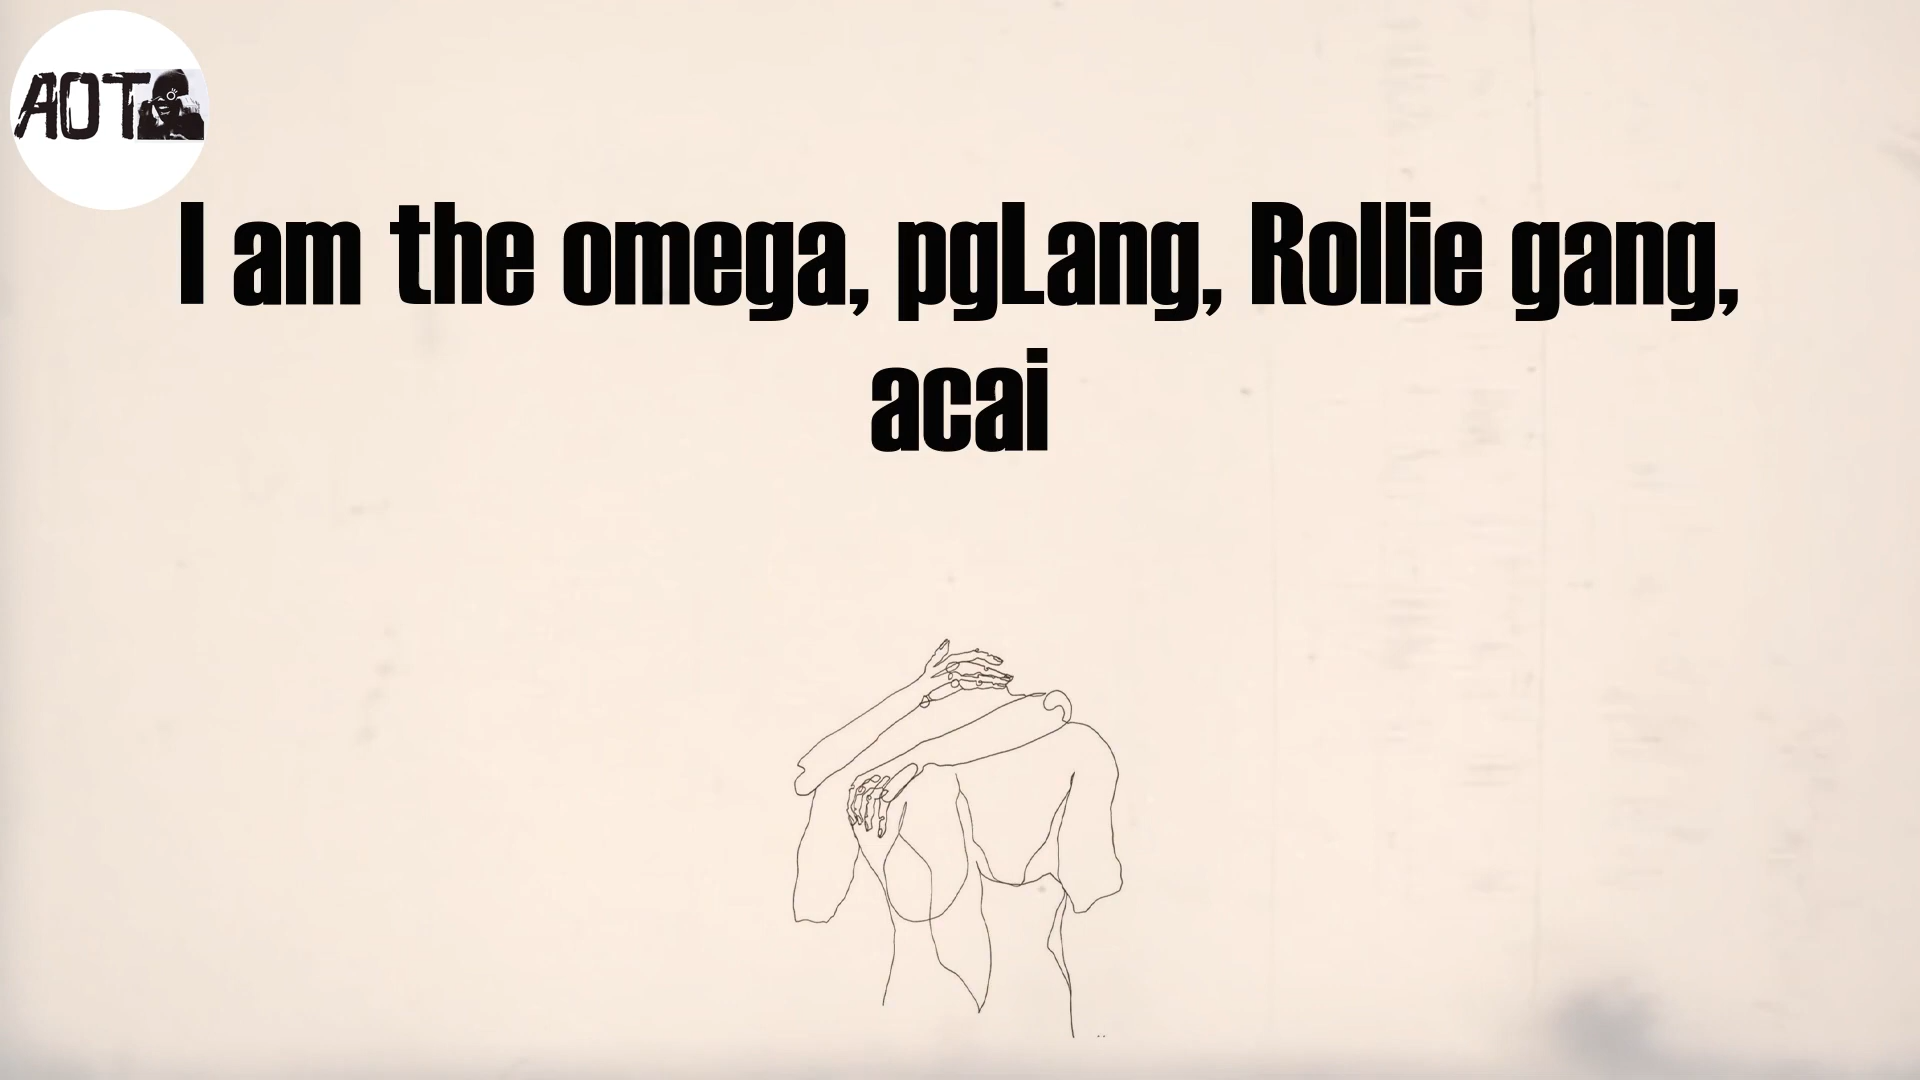 AOT
I am the omega, pgLang, Rollie gang,
acai